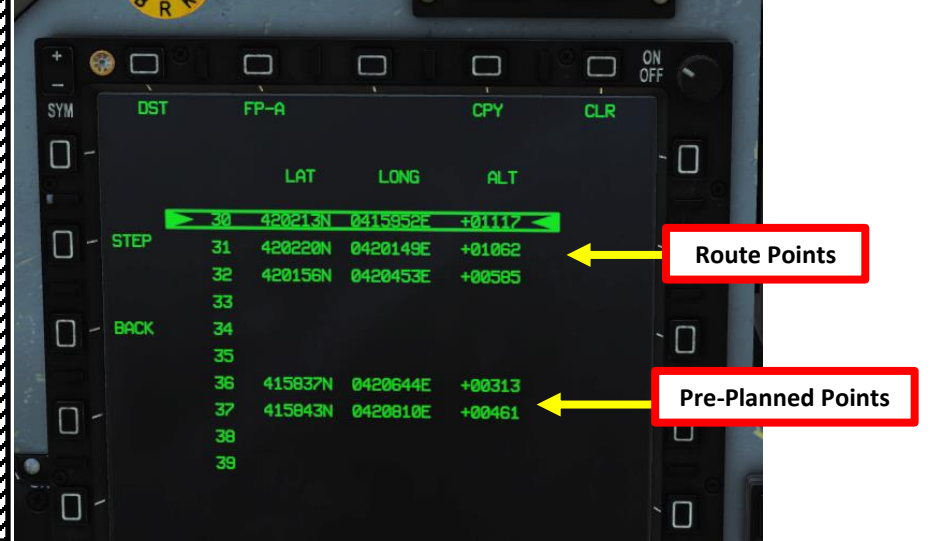 R R
+
-
SYM
ON
OFF
DST FP-A CPY CLR
LAT LONG ALT
30 420213N 0415952E +01117
STEP 31 420220N 0420149E +01062
Route Points
32 420156N 0420453E +00585
33
BACK 34
35
36 415837N 0420644E +00313
Pre-Planned Points
37 415843N 0420810E +00461
38
39